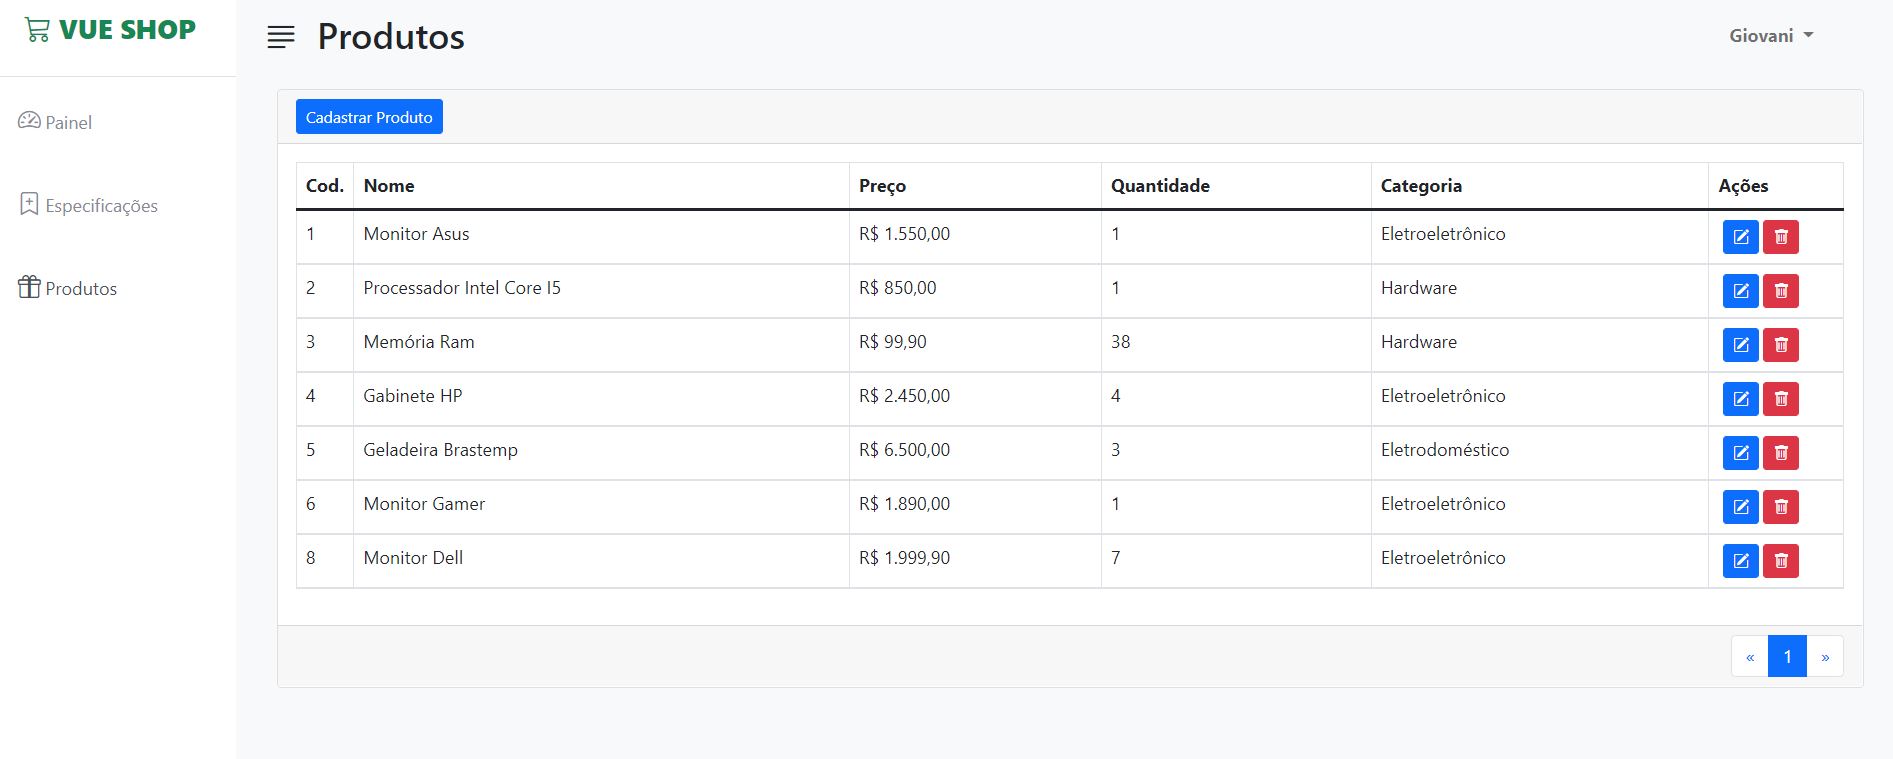 VUE SHOP
Produtos
Giovani
Painel
Especificações
Produtos
Cadastrar Produto
Cod. Nome Preço Quantidade Categoria Ações
1 Monitor Asus R$ 1.550,00 1 Eletroeletrônico
2 Processador Intel Core I5 R$ 850,00 1 Hardware
3 Memória Ram R$ 99,90 38 Hardware
4 Gabinete HP R$ 2.450,00 4 Eletroeletrônico
5 Geladeira Brastemp R$ 6.500,00 3 Eletrodoméstico
6 Monitor Gamer R$ 1.890,00 1 Eletroeletrônico
8 Monitor Dell R$ 1.999,90 7 Eletroeletrônico
« 1 »